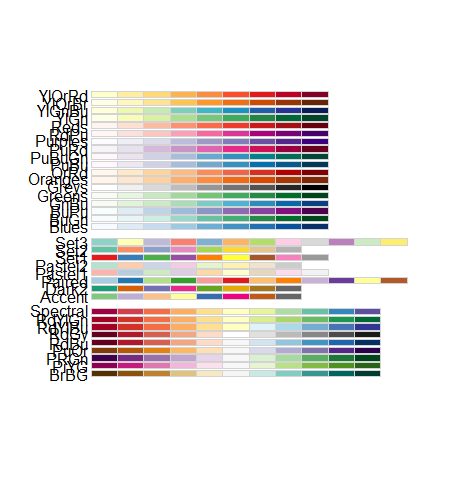 YlOrRd
YlOrBr
YlGnBu
YlGn
Reds
RdPu
Purples
PuRd
PuBuGn
PuBu
OrRd
Oranges
Greys
Greens
GnBu
BuPu
BuGn
Blues
Set3
Set2
Set1
Pastel2
Pastel1
Paired
Dark2
Accent
Spectral
RdYlGn
RdYlBu
RdGy
RdBu
PuOr
PRGn
PiYG
BrBG